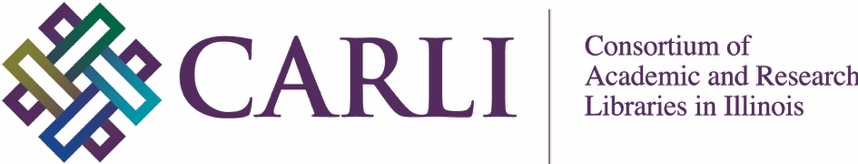 CARLI
Consortium of
Academic and Research
Libraries in Illinois